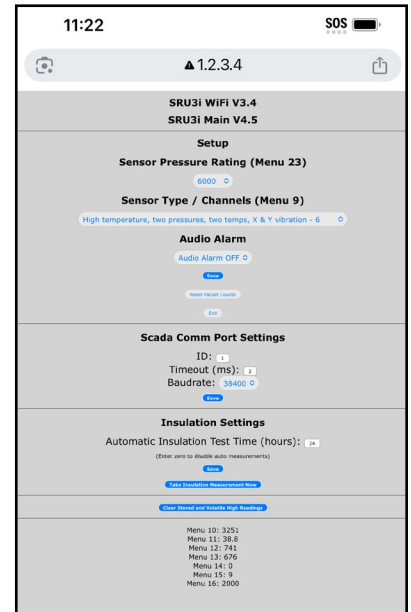 11:22
SOS
1.2.3.4
SRU3i WiFi V3.4
SRU3i Main V4.5
Setup
Sensor Pressure Rating (Menu 23)
6000
Sensor Type / Channels (Menu 9)
High temperature, two pressures, two temps, X & Y vibration - 6
Audio Alarm
Audio Alarm OFF
Save
Reset Packet Counts
Exit
Scada Comm Port Settings
ID: 1
Timeout (ms): 2
Baudrate: 38400
Save
Insulation Settings
Automatic Insulation Test Time (hours): 24
(Enter zero to disable auto measurements)
Save
Take Insulation Measurement Now
Clear Stored and Volatile High Readings
Menu 10: 3251
Menu 11: 38.8
Menu 12: 741
Menu 13: 676
Menu 14: 0
Menu 15: 9
Menu 16: 2000